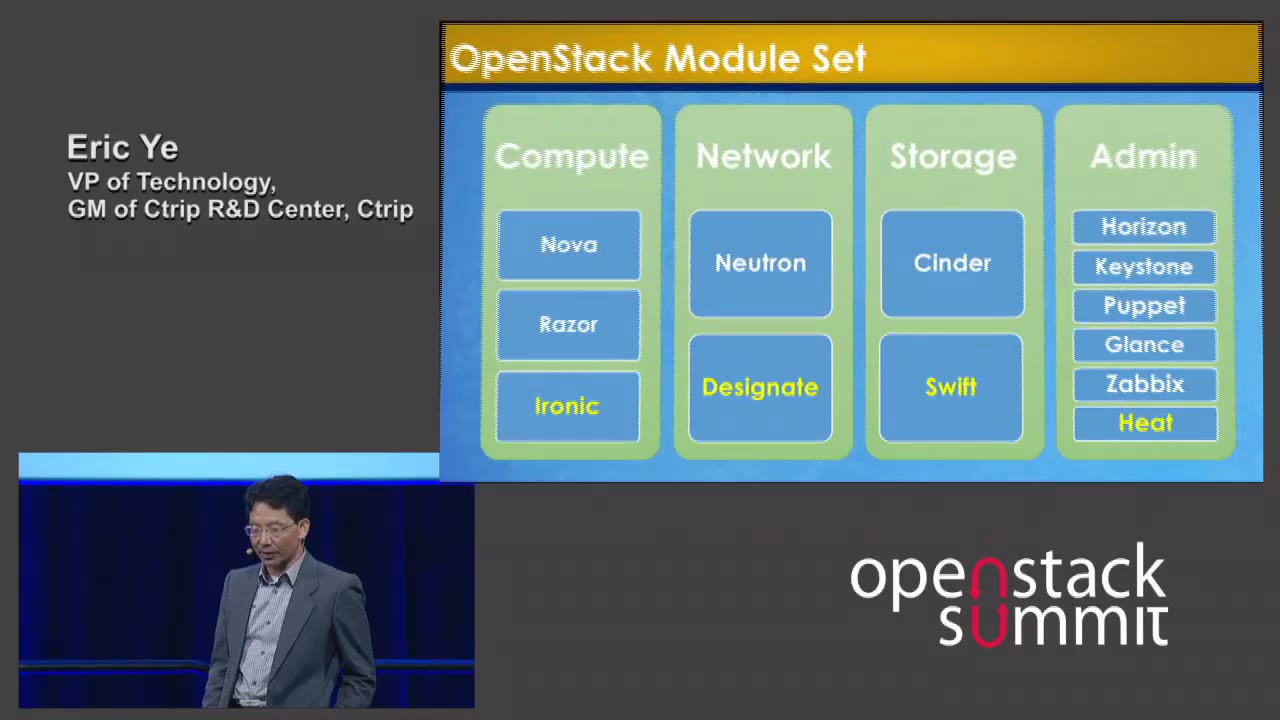 Eric Ye
VP of Technology,
GM of Ctrip R&D Center, Ctrip
OpenStack Module Set
Compute
Nova
Razor
Ironic
Network
Neutron
Designate
Storage
Cinder
Swift
Admin
Horizon
Keystone
Puppet
Glance
Zabbix
Heat
openstack
summit